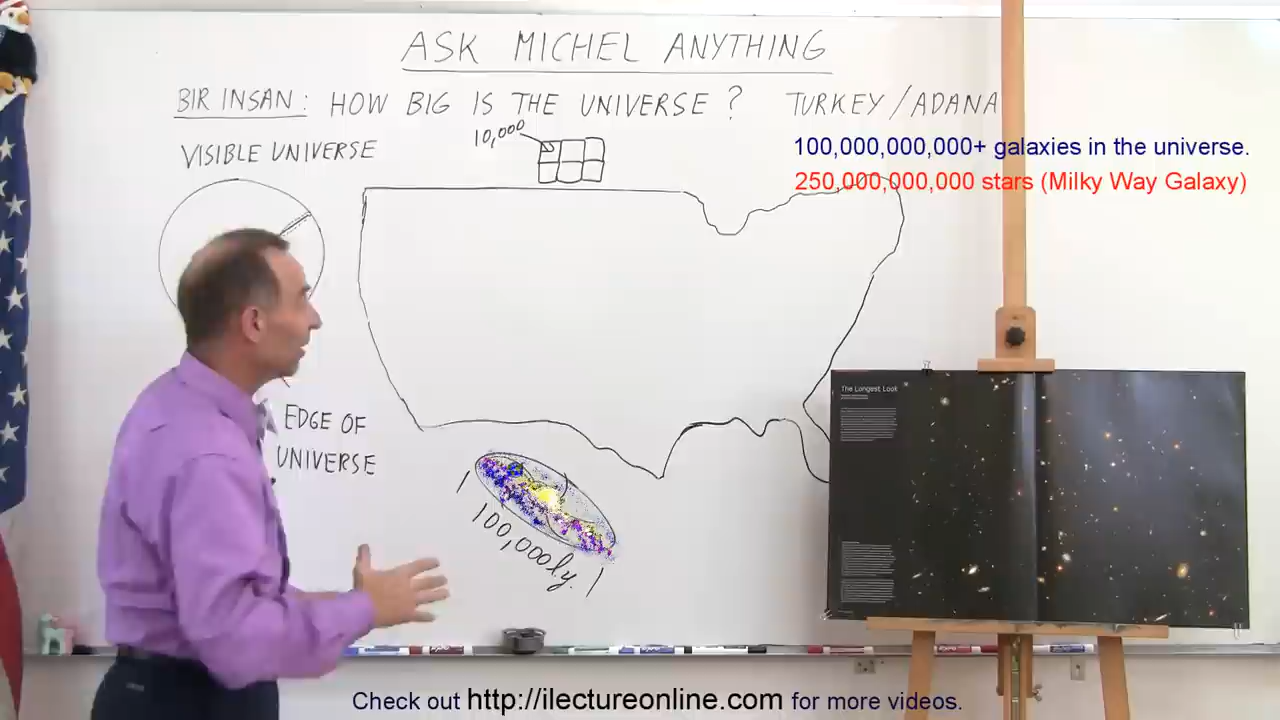 ASK MICHEL ANYTHING
BIR INSAN: HOW BIG IS THE UNIVERSE? TURKEY/ADANA
10,000
VISIBLE UNIVERSE
100,000,000,000+ galaxies in the universe.
250,000,000,000 stars (Milky Way Galaxy)
The Longest Look
EDGE OF
UNIVERSE
100,000 ly.
Check out http://ilectureonline.com for more videos.